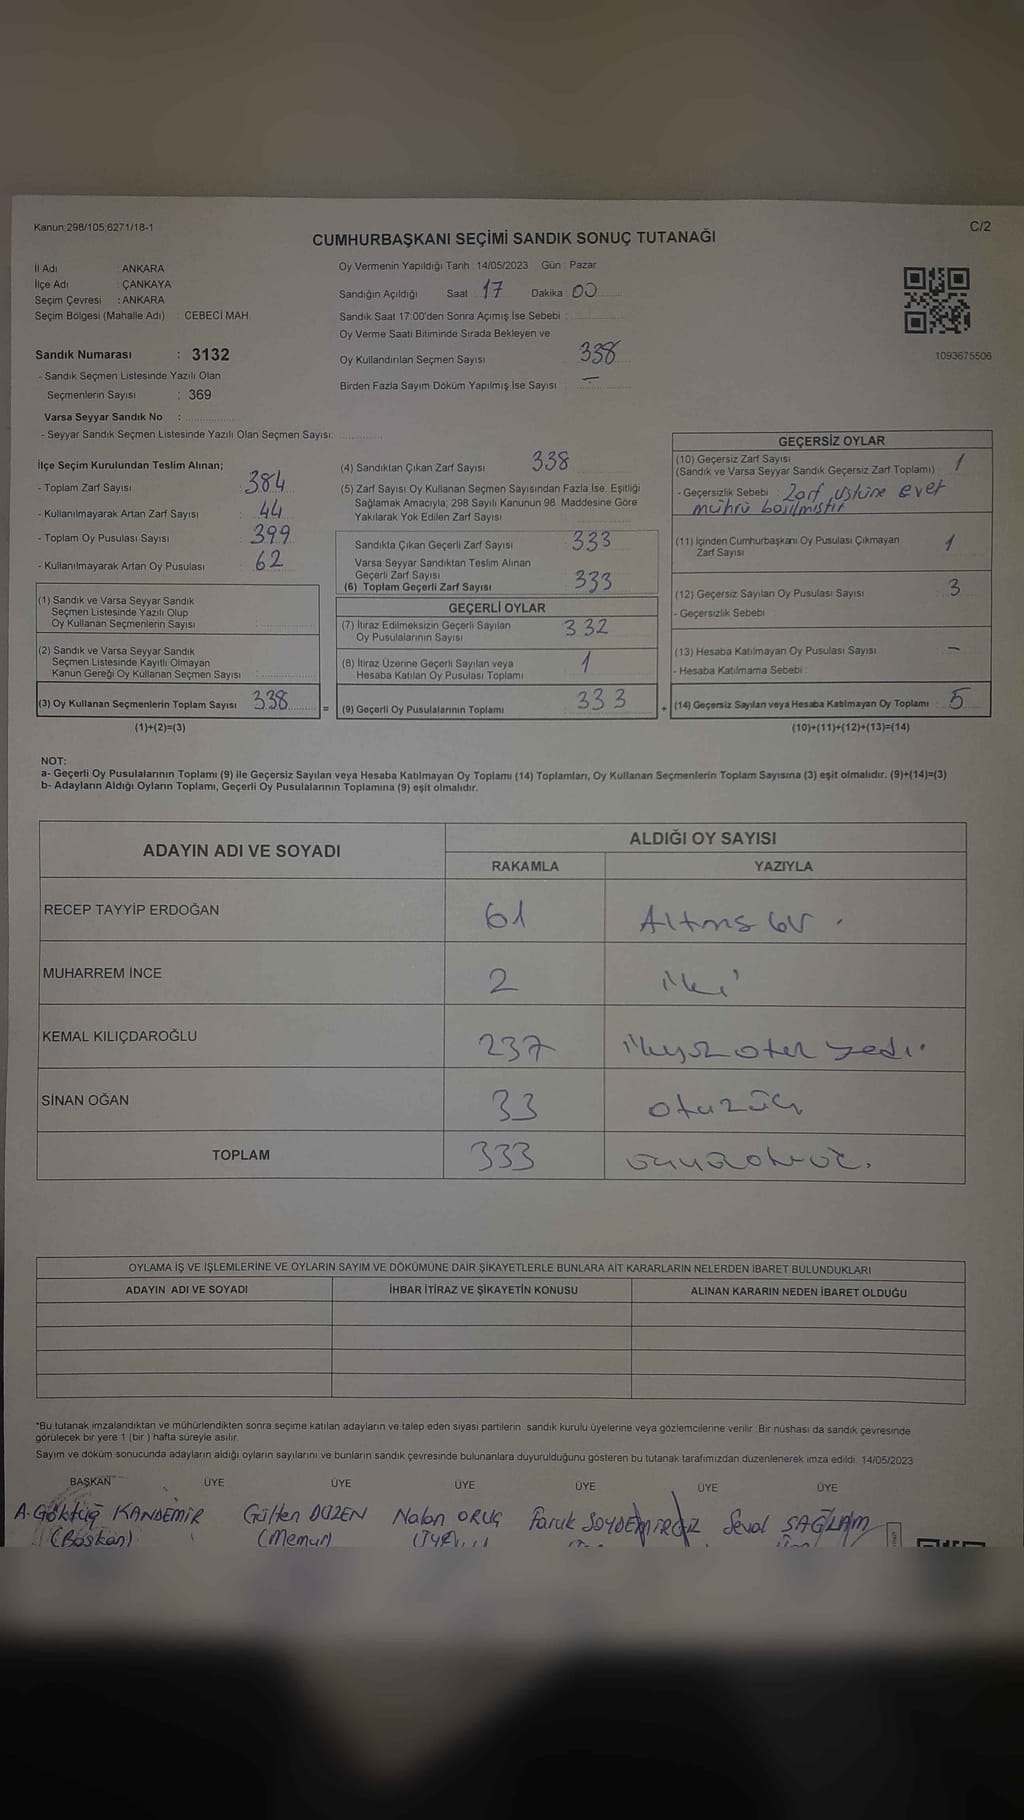 Kanun;298/105;6271/18-1
C/2
CUMHURBAŞKANI SEÇİMİ SANDIK SONUÇ TUTANAĞI
İl Adı : ANKARA
İlçe Adı : ÇANKAYA
Seçim Çevresi : ANKARA
Seçim Bölgesi (Mahalle Adı) : CEBECİ MAH.
Sandık Numarası : 3132
- Sandık Seçmen Listesinde Yazılı Olan
Seçmenlerin Sayısı : 369
Varsa Seyyar Sandık No :
- Seyyar Sandık Seçmen Listesinde Yazılı Olan Seçmen Sayısı:
Oy Vermenin Yapıldığı Tarih : 14/05/2023 Gün : Pazar
Sandığın Açıldığı Saat 17 Dakika 00
Sandık Saat 17:00'den Sonra Açımış İse Sebebi :
Oy Verme Saati Bitiminde Sırada Bekleyen ve
Oy Kullandırılan Seçmen Sayısı 338
Birden Fazla Sayım Döküm Yapılmış İse Sayısı : -
1093675506
İlçe Seçim Kurulundan Teslim Alınan;
- Toplam Zarf Sayısı : 384
- Kullanılmayarak Artan Zarf Sayısı : 44
- Toplam Oy Pusulası Sayısı : 399
- Kullanılmayarak Artan Oy Pusulası : 62
(1) Sandık ve Varsa Seyyar Sandık
Seçmen Listesinde Yazılı Olup
Oy Kullanan Seçmenlerin Sayısı :
(2) Sandık ve Varsa Seyyar Sandık
Seçmen Listesinde Kayıtlı Olmayan
Kanun Gereği Oy Kullanan Seçmen Sayısı :
(3) Oy Kullanan Seçmenlerin Toplam Sayısı : 338
(1)+(2)=(3)
=
(4) Sandıktan Çıkan Zarf Sayısı 338
(5) Zarf Sayısı Oy Kullanan Seçmen Sayısından Fazla İse, Eşitliği
Sağlamak Amacıyla; 298 Sayılı Kanunun 98. Maddesine Göre
Yakılarak Yok Edilen Zarf Sayısı
Sandıkta Çıkan Geçerli Zarf Sayısı : 333
Varsa Seyyar Sandıktan Teslim Alınan
Geçerli Zarf Sayısı
(6) Toplam Geçerli Zarf Sayısı : 333
GEÇERLİ OYLAR
(7) İtiraz Edilmeksizin Geçerli Sayılan
Oy Pusulalarının Sayısı : 332
(8) İtiraz Üzerine Geçerli Sayılan veya
Hesaba Katılan Oy Pusulası Toplamı : 1
(9) Geçerli Oy Pusulalarının Toplamı : 333
+
GEÇERSİZ OYLAR
(10) Geçersiz Zarf Sayısı
(Sandık ve Varsa Seyyar Sandık Geçersiz Zarf Toplamı) : 1
- Geçersizlik Sebebi : Zarf üstüne evet
mührü basılmıştır
(11) İçinden Cumhurbaşkanı Oy Pusulası Çıkmayan
Zarf Sayısı 1
(12) Geçersiz Sayılan Oy Pusulası Sayısı : 3
- Geçersizlik Sebebi :
(13) Hesaba Katılmayan Oy Pusulası Sayısı : -
- Hesaba Katılmama Sebebi :
(14) Geçersiz Sayılan veya Hesaba Katılmayan Oy Toplamı : 5
(10)+(11)+(12)+(13)=(14)
NOT:
a- Geçerli Oy Pusulalarının Toplamı (9) ile Geçersiz Sayılan veya Hesaba Katılmayan Oy Toplamı (14) Toplamları, Oy Kullanan Seçmenlerin Toplam Sayısına (3) eşit olmalıdır. (9)+(14)=(3)
b- Adayların Aldığı Oyların Toplamı, Geçerli Oy Pusulalarının Toplamına (9) eşit olmalıdır.
ADAYIN ADI VE SOYADI ALDIĞI OY SAYISI
RAKAMLA YAZIYLA
RECEP TAYYİP ERDOĞAN 61 Altmış bir
MUHARREM İNCE 2 iki
KEMAL KILIÇDAROĞLU 237 ikiyüz otuz yedi
SİNAN OĞAN 33 otuzüç
TOPLAM 333
OYLAMA İŞ VE İŞLEMLERİNE VE OYLARIN SAYIM VE DÖKÜMÜNE DAİR ŞİKAYETLERLE BUNLARA AİT KARARLARIN NELERDEN İBARET BULUNDUKLARI
ADAYIN ADI VE SOYADI İHBAR İTİRAZ VE ŞİKAYETİN KONUSU ALINAN KARARIN NEDEN İBARET OLDUĞU
*Bu tutanak imzalandıktan ve mühürlendikten sonra seçime katılan adayların ve talep eden siyasi partilerin sandık kurulu üyelerine veya gözlemcilerine verilir. Bir nüshası da sandık çevresinde
görülecek bir yere 1 (bir ) hafta süreyle asılır.
Sayım ve döküm sonucunda adayların aldığı oyların sayılarını ve bunların sandık çevresinde bulunanlara duyurulduğunu gösteren bu tutanak tarafımızdan düzenlenerek imza edildi. 14/05/2023
BAŞKAN ÜYE ÜYE ÜYE ÜYE ÜYE ÜYE
A. Göktuğ KANDEMİR Gülten DÜZEN Nalan ORUÇ Faruk SOYDEMİRGİZ Seval SAĞLAM
(Başkan) (Memur)